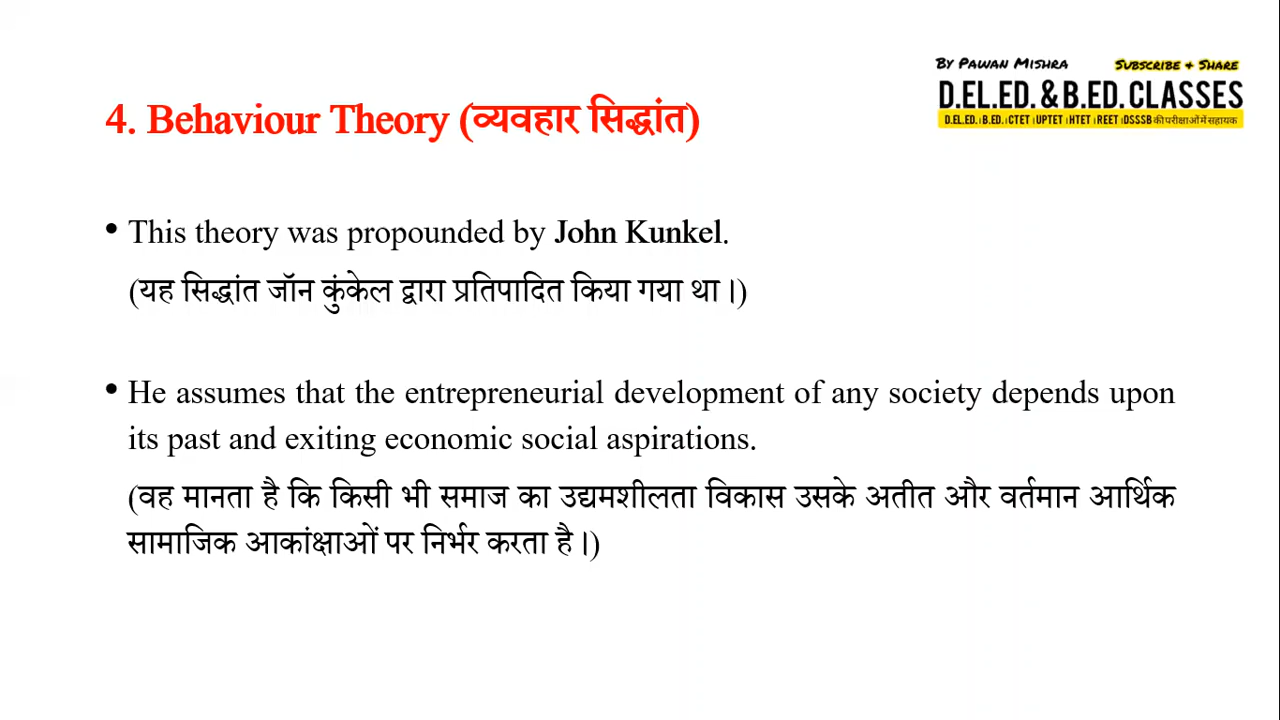 By Pawan Mishra Subscribe + Share
D.EL.ED. & B.ED. CLASSES
D.EL.ED. | B.ED. | CTET | UPTET | HTET | REET | DSSSB की परीक्षाओं में सहायक
4. Behaviour Theory (व्यवहार सिद्धांत)
• This theory was propounded by John Kunkel.
(यह सिद्धांत जॉन कुंकेल द्वारा प्रतिपादित किया गया था।)
• He assumes that the entrepreneurial development of any society depends upon
its past and exiting economic social aspirations.
(वह मानता है कि किसी भी समाज का उद्यमशीलता विकास उसके अतीत और वर्तमान आर्थिक
सामाजिक आकांक्षाओं पर निर्भर करता है।)